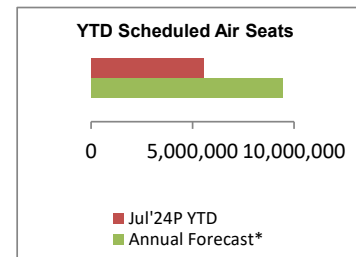 YTD Scheduled Air Seats
0 5,000,000 10,000,000
Jul'24P YTD
Annual Forecast*